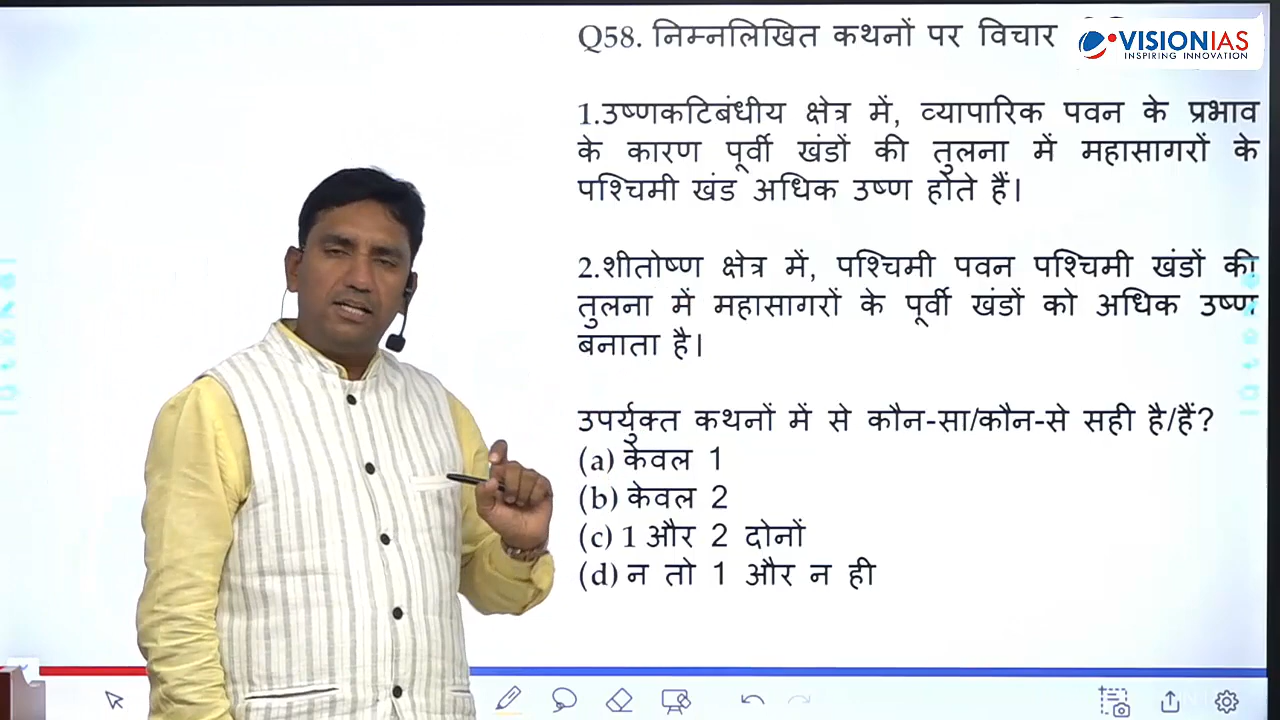 Q58. निम्नलिखित कथनों पर विचार
VISIONIAS
INSPIRING INNOVATION
1.उष्णकटिबंधीय क्षेत्र में, व्यापारिक पवन के प्रभाव
के कारण पूर्वी खंडों की तुलना में महासागरों के
पश्चिमी खंड अधिक उष्ण होते हैं।
2.शीतोष्ण क्षेत्र में, पश्चिमी पवन पश्चिमी खंडों की
तुलना में महासागरों के पूर्वी खंडों को अधिक उष्ण
बनाता है।
उपर्युक्त कथनों में से कौन-सा/कौन-से सही है/हैं?
(a) केवल 1
(b) केवल 2
(c) 1 और 2 दोनों
(d) न तो 1 और न ही